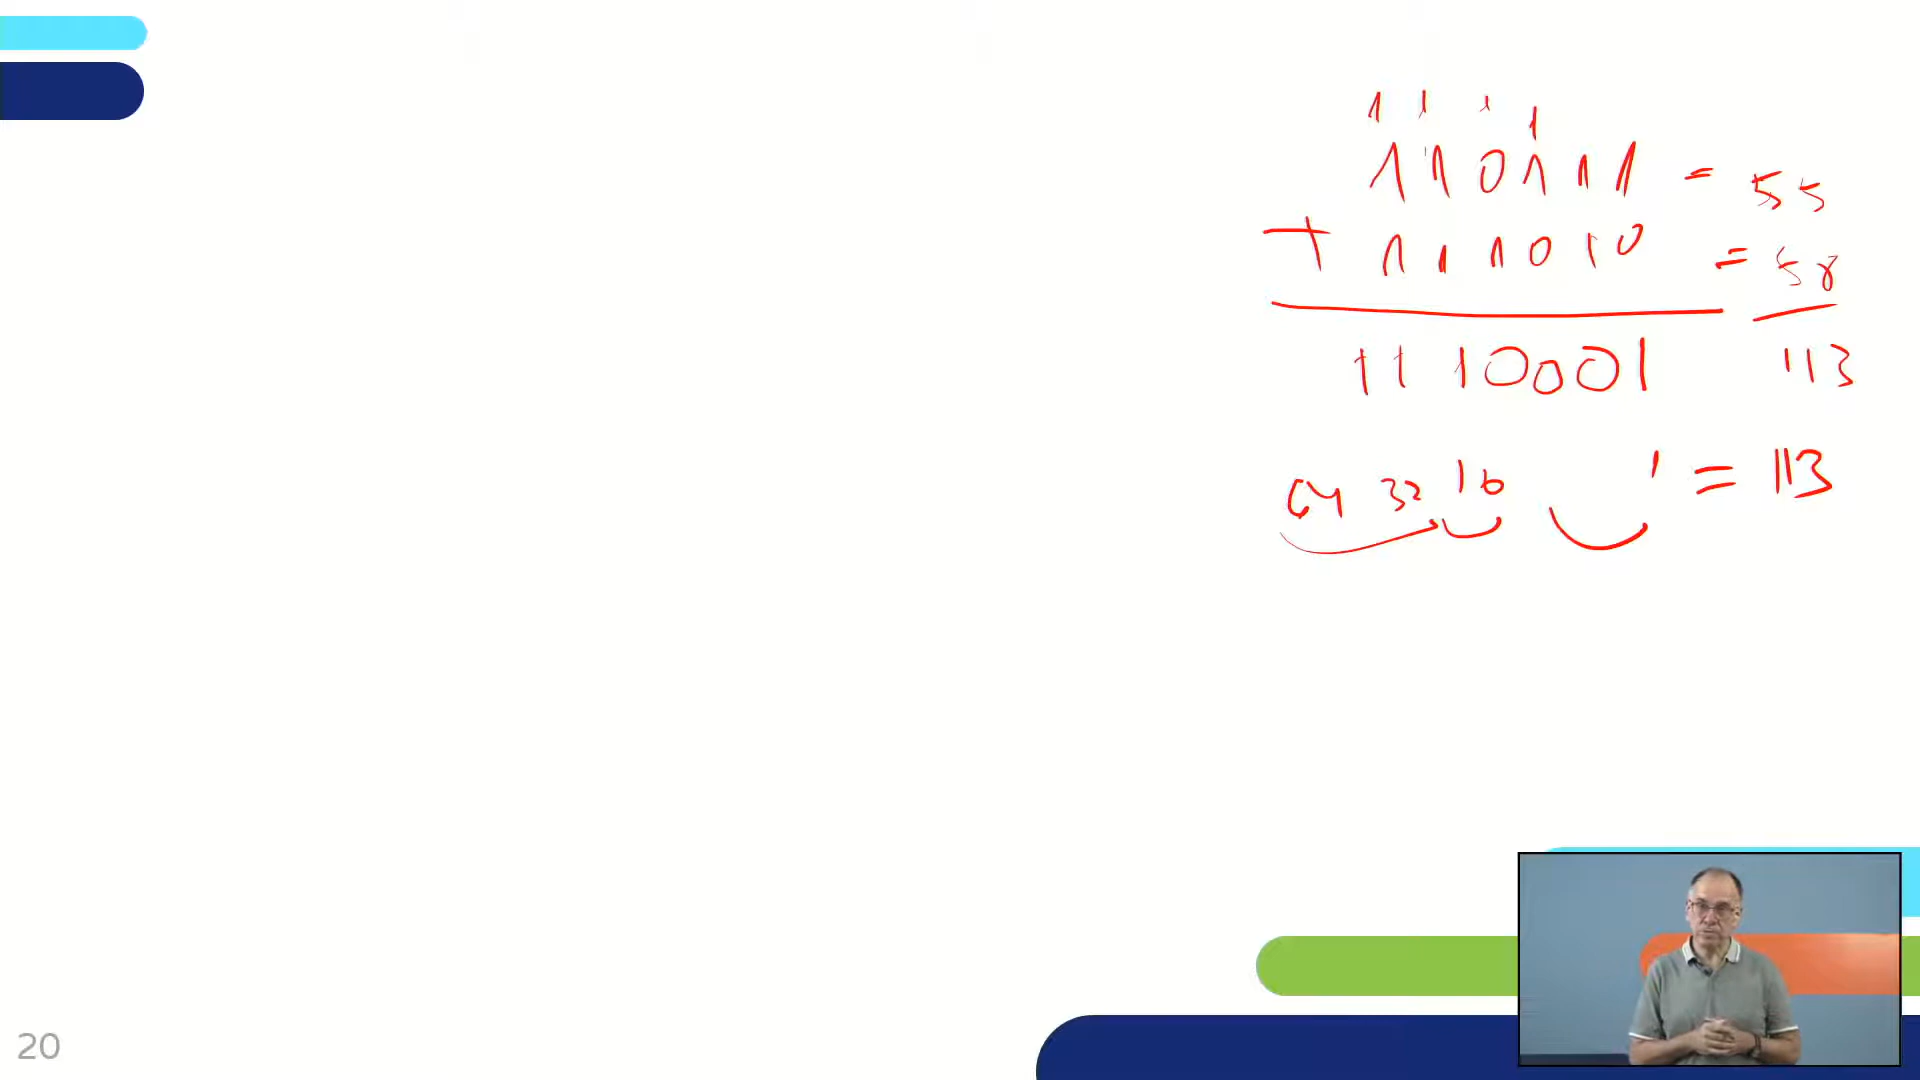 1 1 1 1
110111 = 55
+ 111010 = 58
1110001 113
64 32 16 1 = 113
20